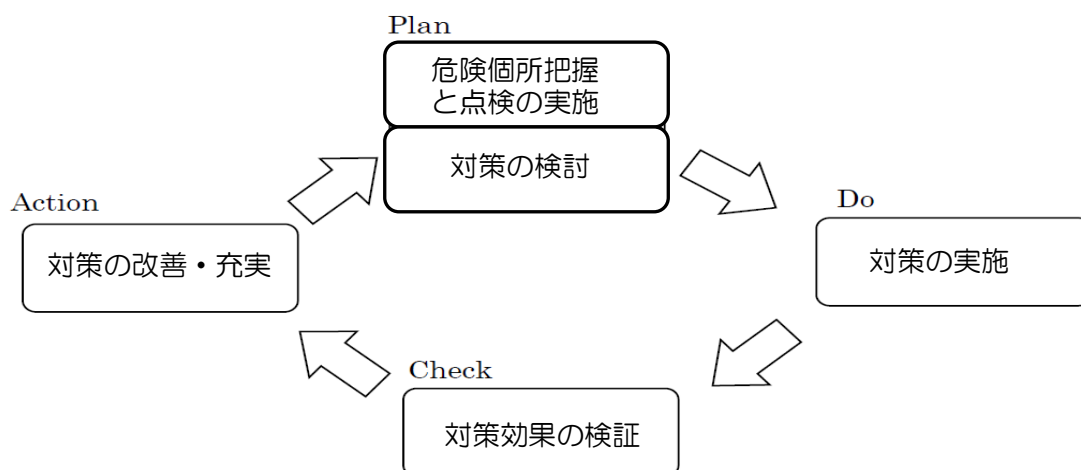 Plan
危険個所把握
と点検の実施
対策の検討
Action
対策の改善・充実
Do
対策の実施
Check
対策効果の検証